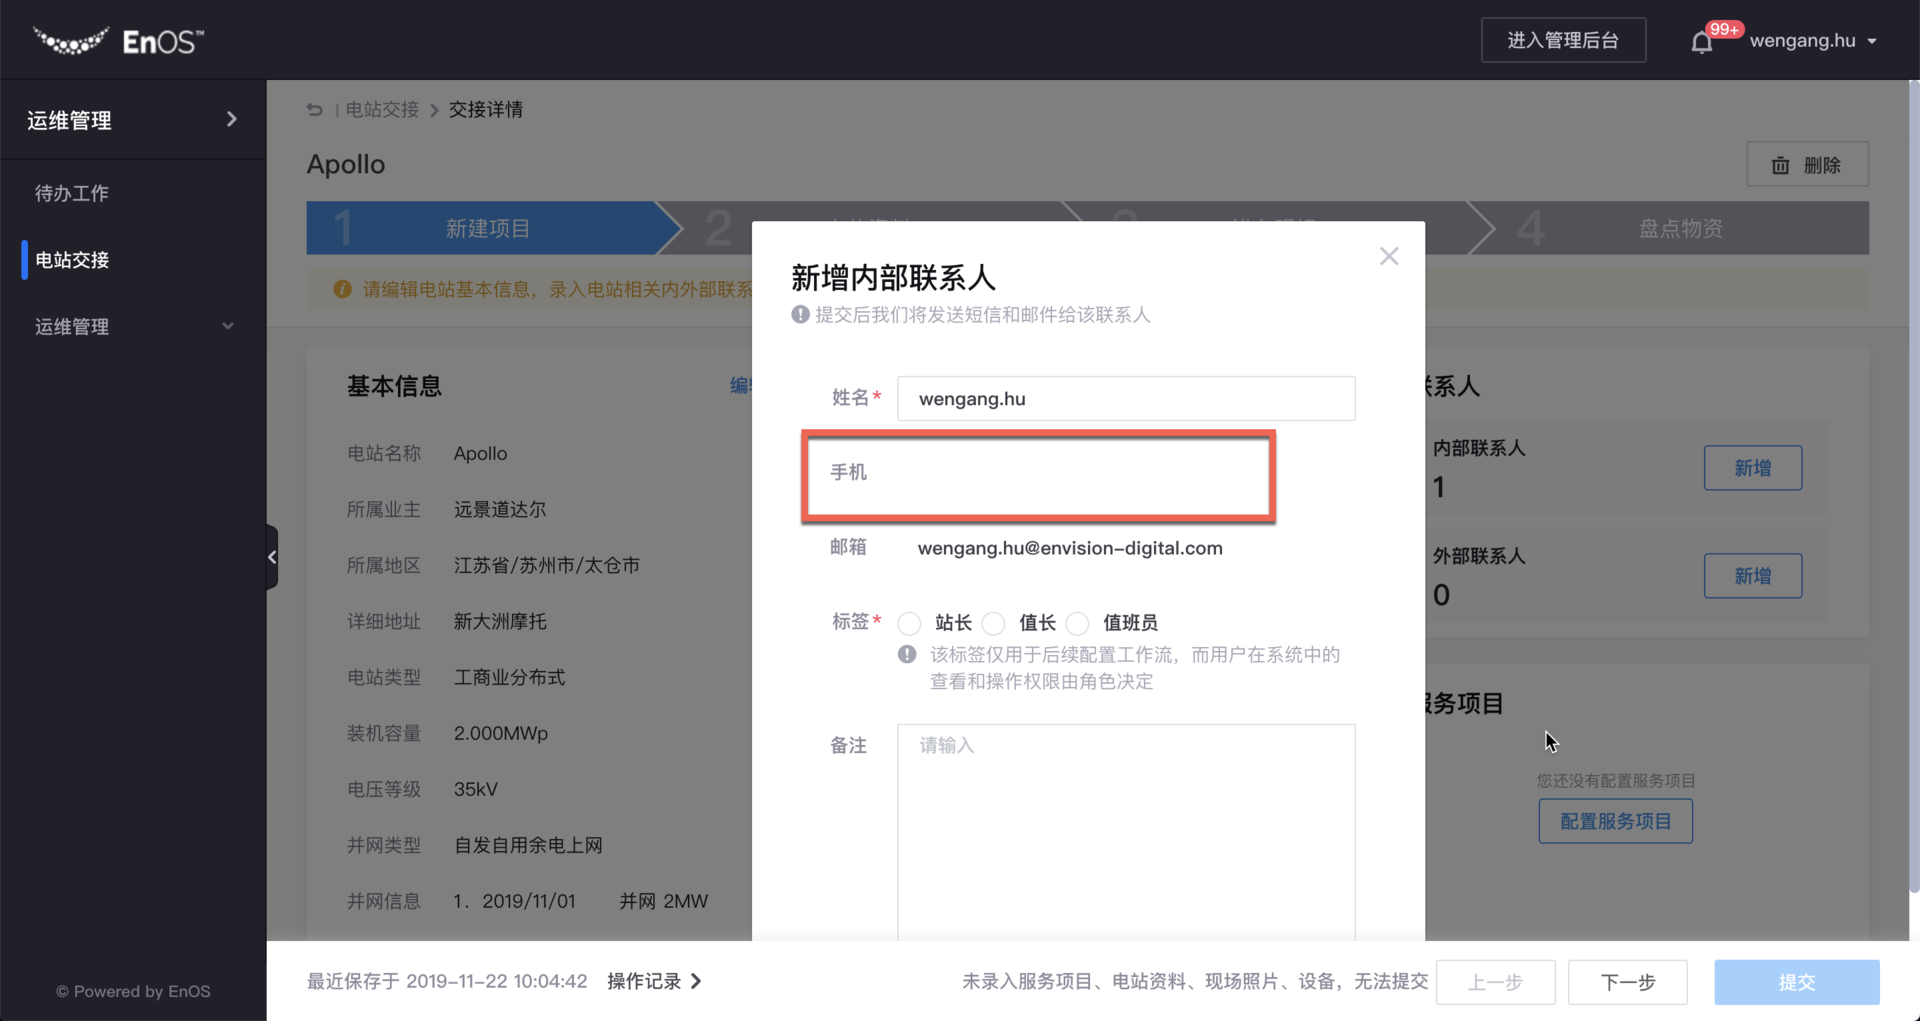 EnOS™
进入管理后台
99+
wengang.hu
运维管理
待办工作
电站交接
运维管理
© Powered by EnOS
电站交接 > 交接详情
Apollo
删除
1 新建项目
2
3
4 盘点物资
请编辑电站基本信息，录入电站相关内外部联系
基本信息
电站名称 Apollo
所属业主 远景道达尔
所属地区 江苏省/苏州市/太仓市
详细地址 新大洲摩托
电站类型 工商业分布式
装机容量 2.000MWp
电压等级 35kV
并网类型 自发自用余电上网
并网信息 1. 2019/11/01 并网 2MW
新增内部联系人
提交后我们将发送短信和邮件给该联系人
姓名* wengang.hu
手机
邮箱 wengang.hu@envision-digital.com
标签* 站长 值长 值班员
该标签仅用于后续配置工作流，而用户在系统中的
查看和操作权限由角色决定
备注 请输入
系人
内部联系人
1
新增
外部联系人
0
新增
务项目
您还没有配置服务项目
配置服务项目
最近保存于 2019-11-22 10:04:42 操作记录
未录入服务项目、电站资料、现场照片、设备，无法提交
上一步
下一步
提交